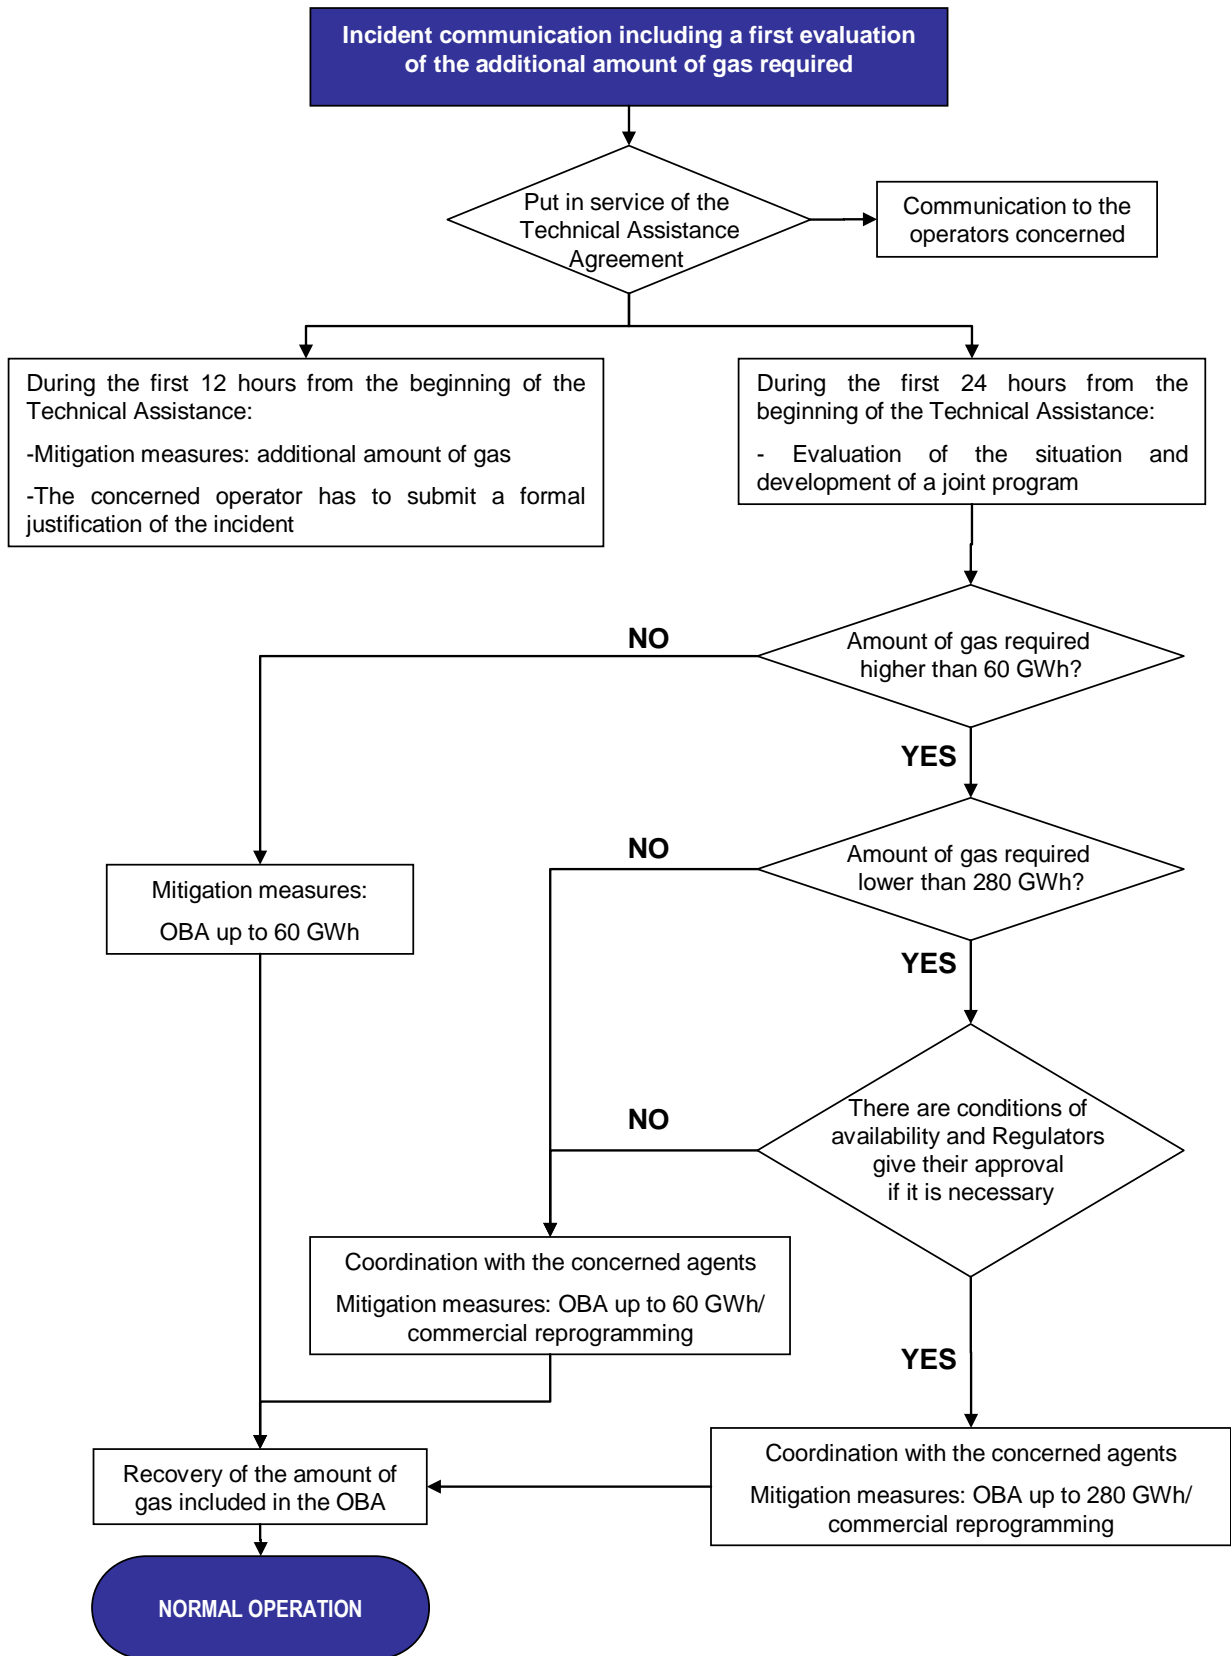 Incident communication including a first evaluation
of the additional amount of gas required
Put in service of the
Technical Assistance
Agreement
Communication to the
operators concerned
During the first 12 hours from the beginning of the
Technical Assistance:
-Mitigation measures: additional amount of gas
-The concerned operator has to submit a formal
justification of the incident
During the first 24 hours from the
beginning of the Technical Assistance:
- Evaluation of the situation and
development of a joint program
NO
Amount of gas required
higher than 60 GWh?
YES
NO
Amount of gas required
lower than 280 GWh?
Mitigation measures:
OBA up to 60 GWh
YES
NO
There are conditions of
availability and Regulators
give their approval
if it is necessary
Coordination with the concerned agents
Mitigation measures: OBA up to 60 GWh/
commercial reprogramming
YES
Recovery of the amount of
gas included in the OBA
Coordination with the concerned agents
Mitigation measures: OBA up to 280 GWh/
commercial reprogramming
NORMAL OPERATION